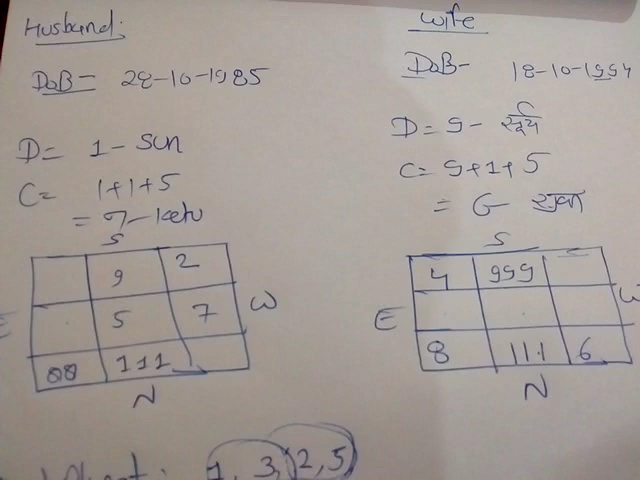 Husband:
DoB- 28-10-1985
D= 1- Sun
C= 1+1+5
= 7- Ketu
S
9 2
E 5 7 W
88 111
N
Wife
DoB- 18-10-1994
D= 9- सूर्य
C= 9+1+5
= 6- शुक्र
S
4 999
E W
8 111 6
N
1, 3, 2, 5